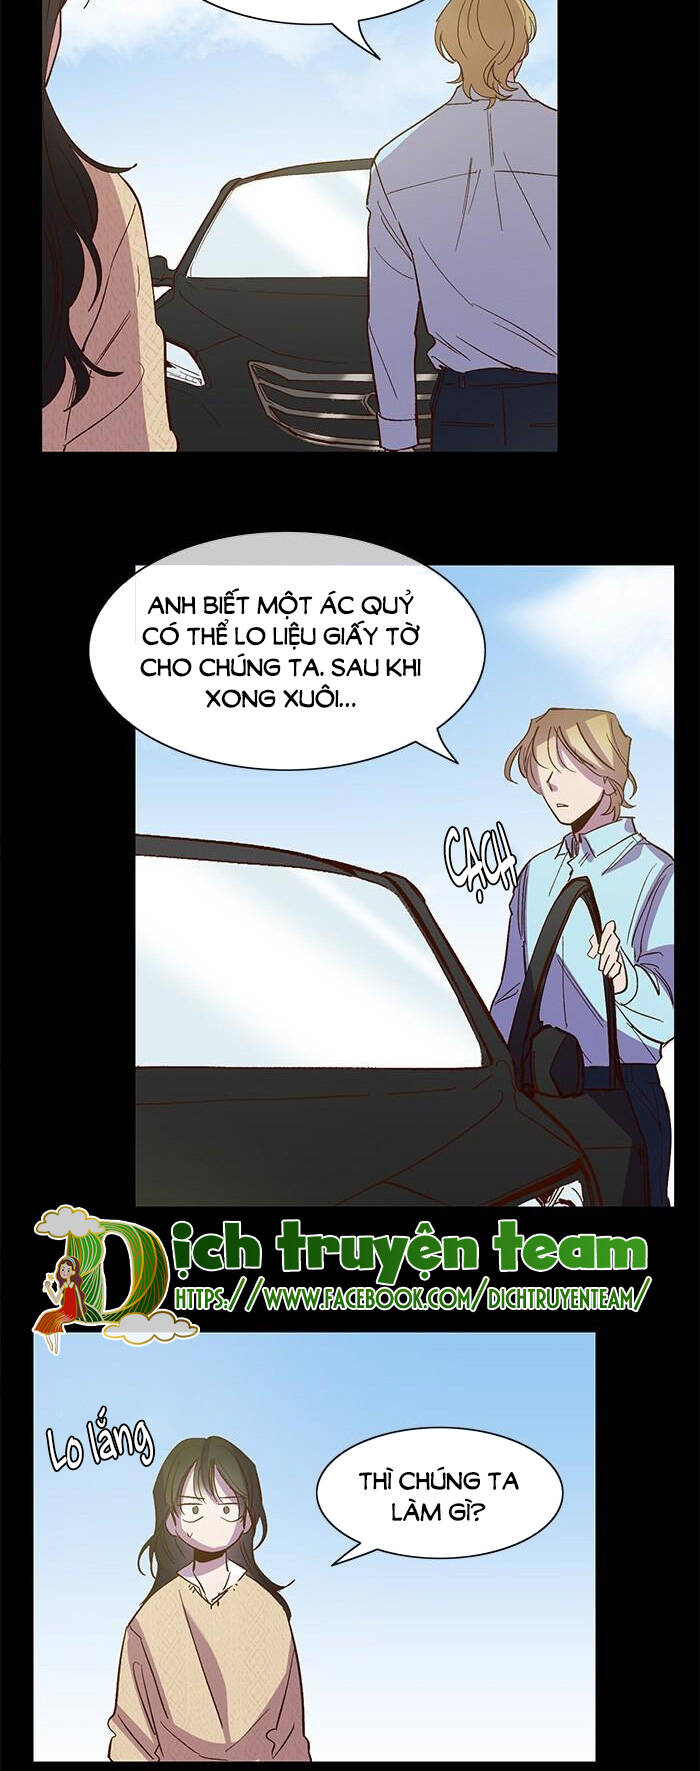 ANH BIẾT MỘT ÁC QUỶ
CÓ THỂ LO LIỆU GIẤY TỜ
CHO CHÚNG TA. SAU KHI
XONG XUÔI...
CẠCH
Dịch truyện team
HTTPS://WWW.FACEBOOK.COM/DICHTRUYENTEAM/
Lo lắng
THÌ CHÚNG TA
LÀM GÌ?